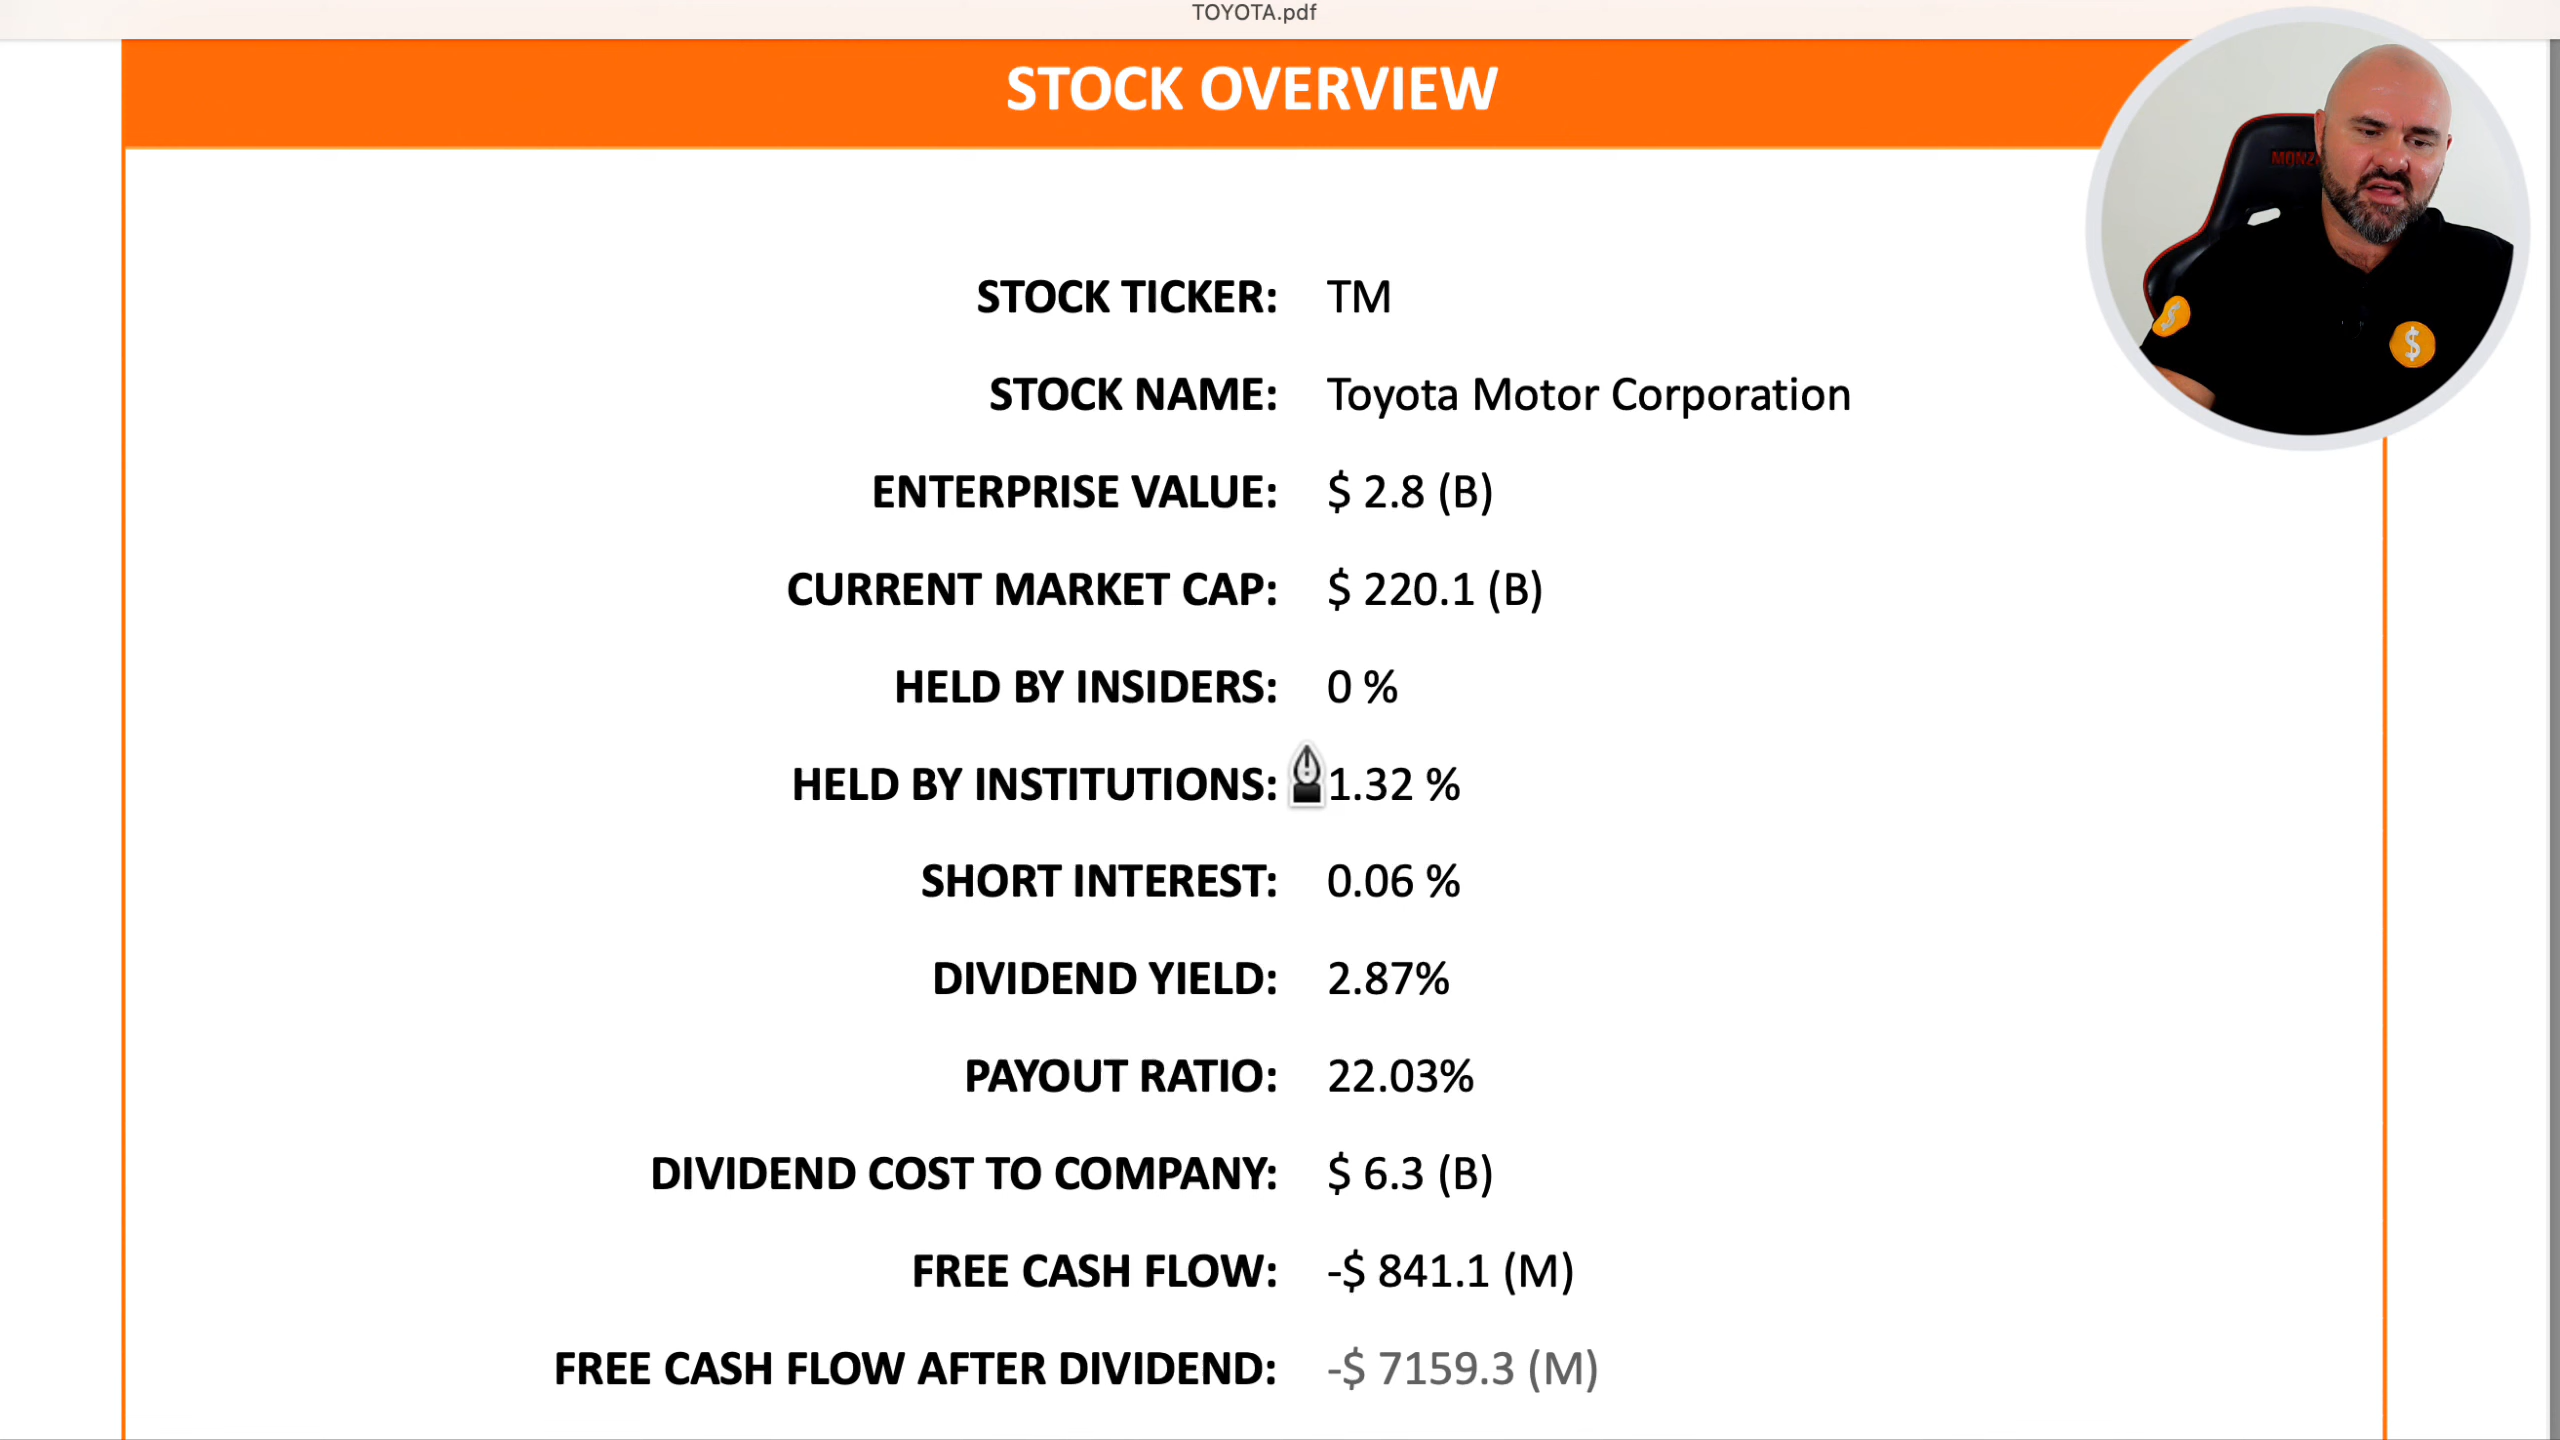 TOYOTA.pdf
STOCK OVERVIEW
STOCK TICKER: TM
STOCK NAME: Toyota Motor Corporation
ENTERPRISE VALUE: $ 2.8 (B)
CURRENT MARKET CAP: $ 220.1 (B)
HELD BY INSIDERS: 0 %
HELD BY INSTITUTIONS: 1.32 %
SHORT INTEREST: 0.06 %
DIVIDEND YIELD: 2.87%
PAYOUT RATIO: 22.03%
DIVIDEND COST TO COMPANY: $ 6.3 (B)
FREE CASH FLOW: -$ 841.1 (M)
FREE CASH FLOW AFTER DIVIDEND: -$ 7159.3 (M)
$
$